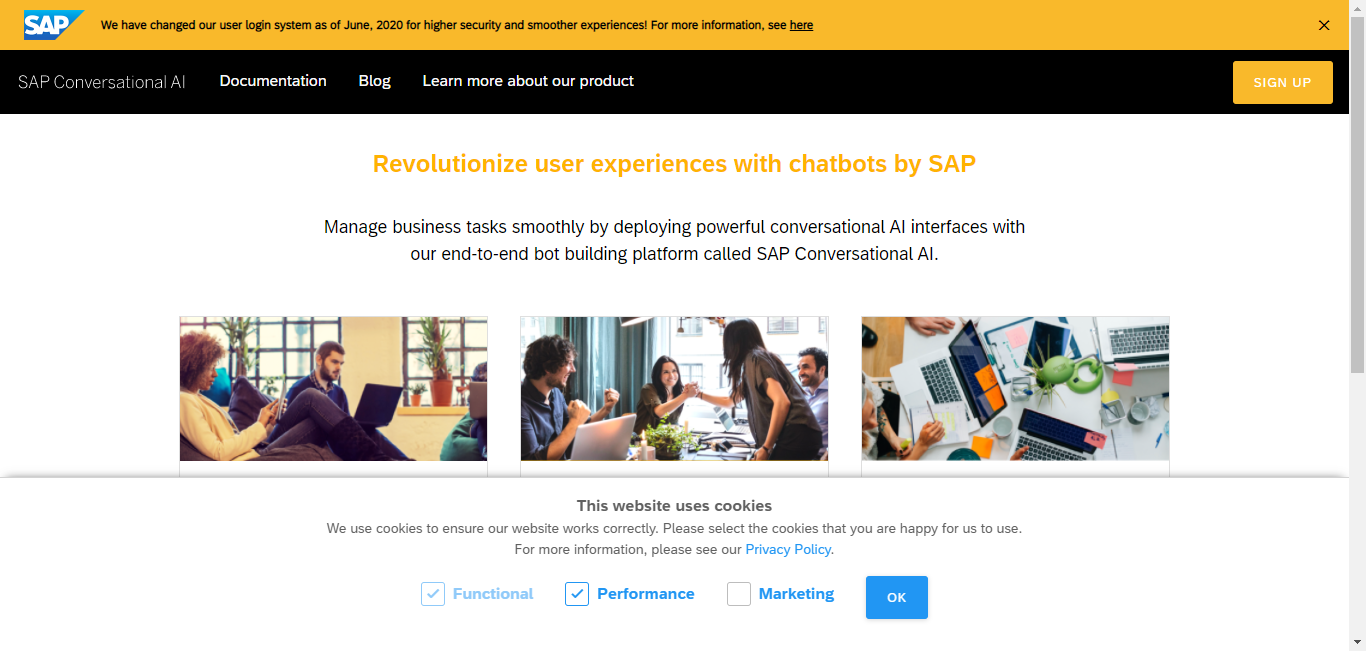 SAP
We have changed our user login system as of June, 2020 for higher security and smoother experiences! For more information, see here
SAP Conversational AI
Documentation
Blog
Learn more about our product
SIGN UP
Revolutionize user experiences with chatbots by SAP
Manage business tasks smoothly by deploying powerful conversational AI interfaces with
our end-to-end bot building platform called SAP Conversational AI.
This website uses cookies
We use cookies to ensure our website works correctly. Please select the cookies that you are happy for us to use.
For more information, please see our Privacy Policy.
Functional
Performance
Marketing
OK